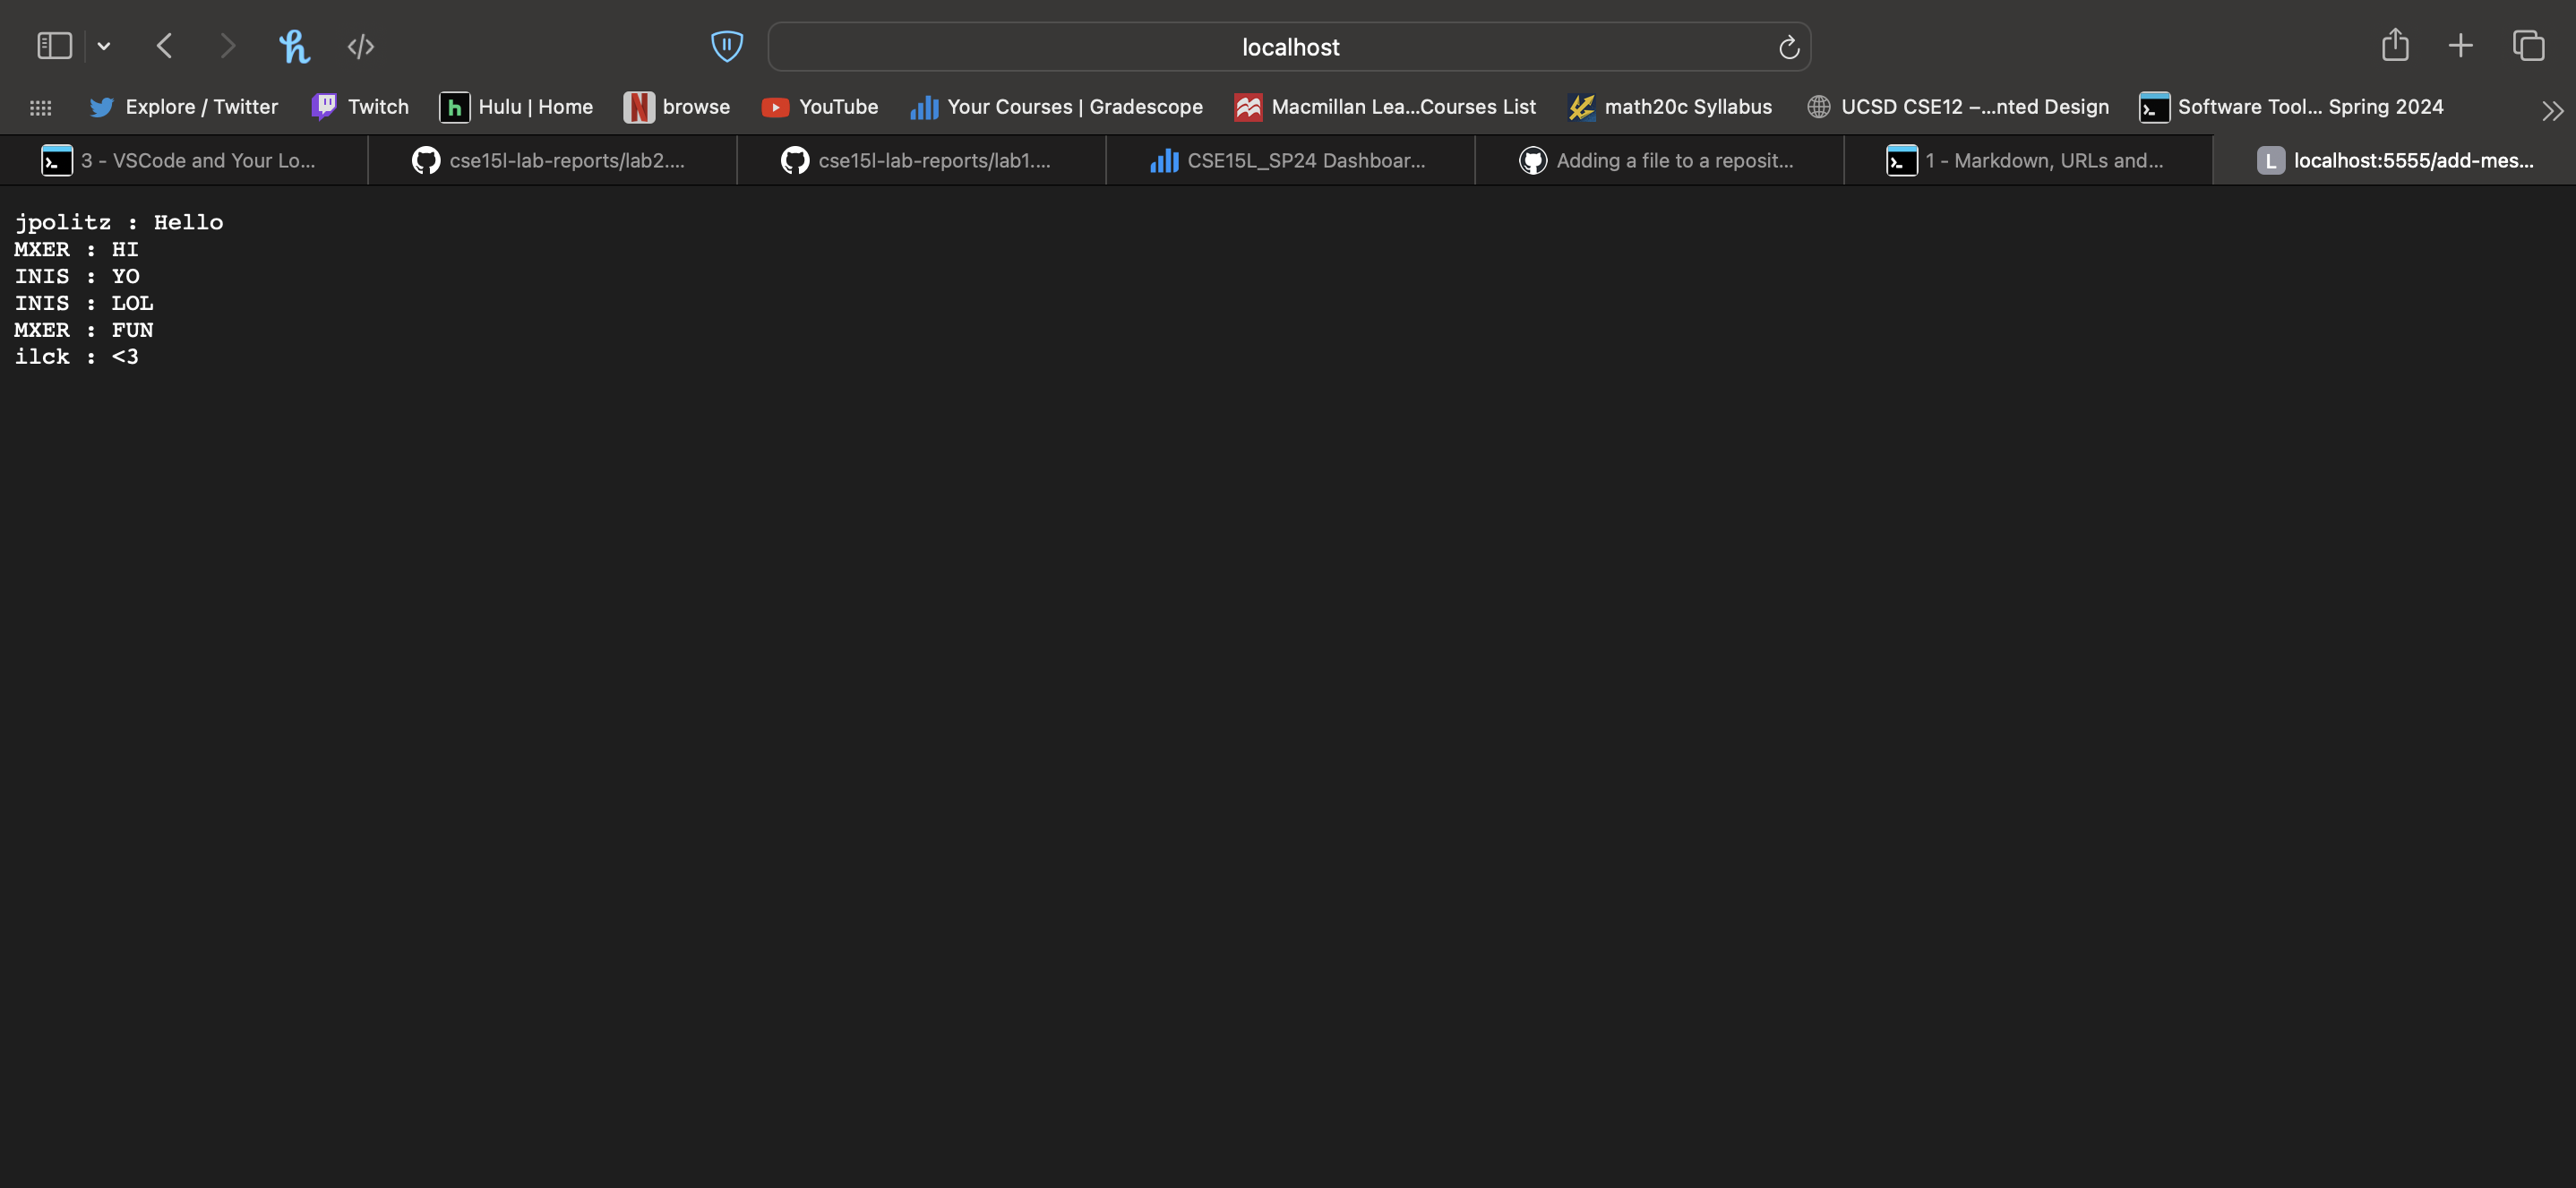 localhost
Explore / Twitter Twitch h Hulu | Home N browse YouTube Your Courses | Gradescope Macmillan Lea...Courses List math20c Syllabus UCSD CSE12 –...nted Design Software Tool... Spring 2024
3 - VSCode and Your Lo... cse15l-lab-reports/lab2.... cse15l-lab-reports/lab1.... CSE15L_SP24 Dashboar... Adding a file to a reposit... 1 - Markdown, URLs and... L localhost:5555/add-mes...
jpolitz : Hello
MXER : HI
INIS : YO
INIS : LOL
MXER : FUN
ilck : <3